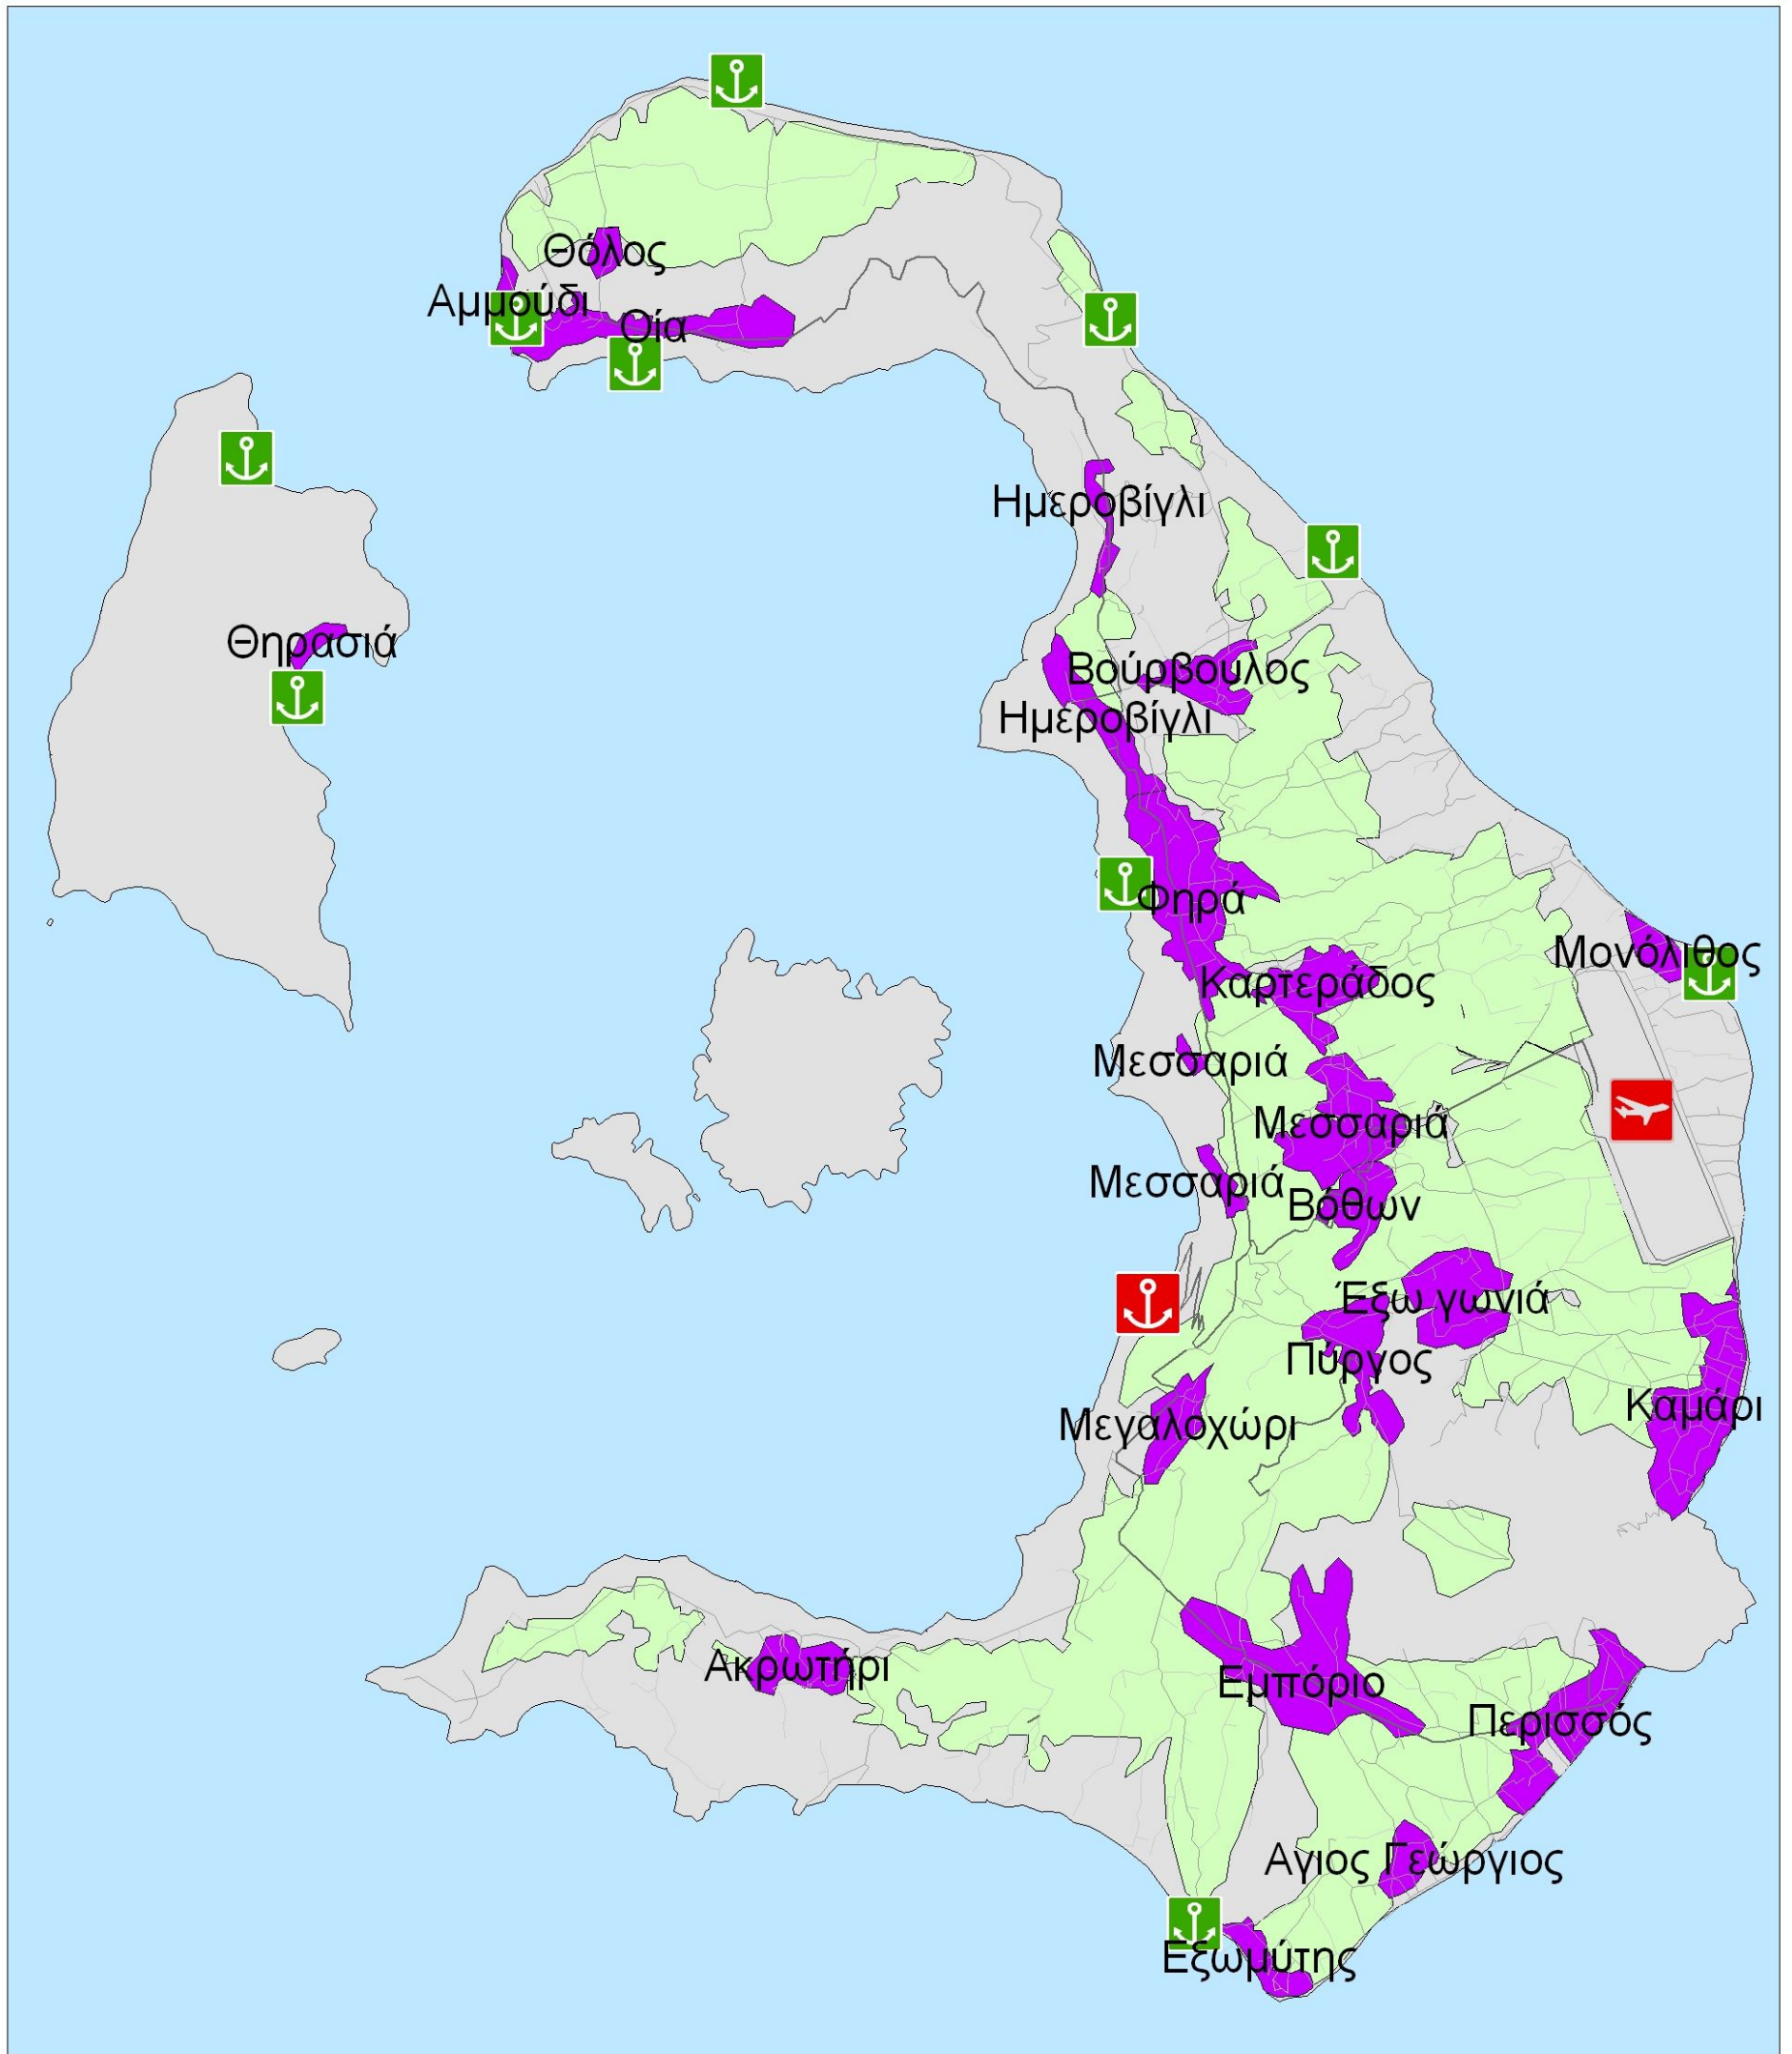 Θόλος
Αμμούδι
Οία
Ημεροβίγλι
Θηρασιά
Βούρβουλος
Ημεροβίγλι
Φηρά
Μονόλιθος
Καρτεράδος
Μεσσαριά
Μεσσαριά
Μεσσαριά
Βόθων
Έξω γωνιά
Πύργος
Καμάρι
Μεγαλοχώρι
Ακρωτήρι
Εμπόριο
Περισσός
Αγιος Γεώργιος
Εξωμύτης